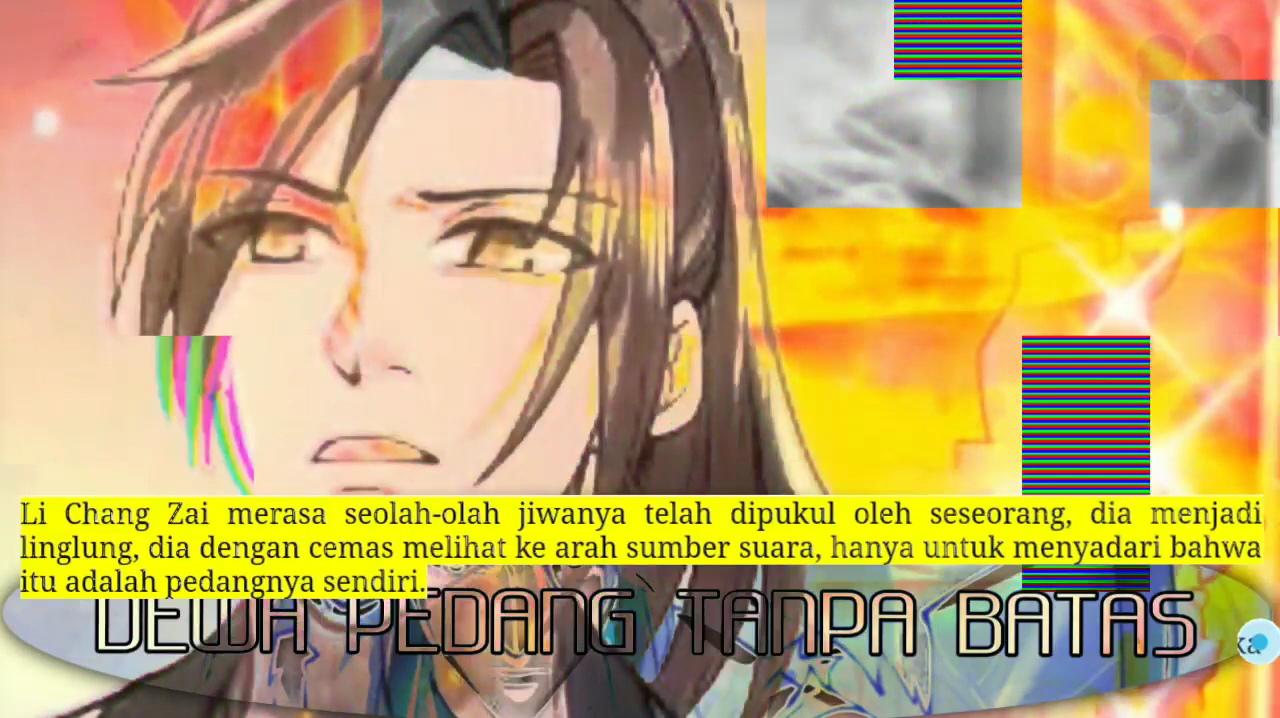 Li Chang Zai merasa seolah-olah jiwanya telah dipukul oleh seseorang, dia menjadi
linglung, dia dengan cemas melihat ke arah sumber suara, hanya untuk menyadari bahwa
itu adalah pedangnya sendiri.
DEWA PEDANG TANPA BATAS